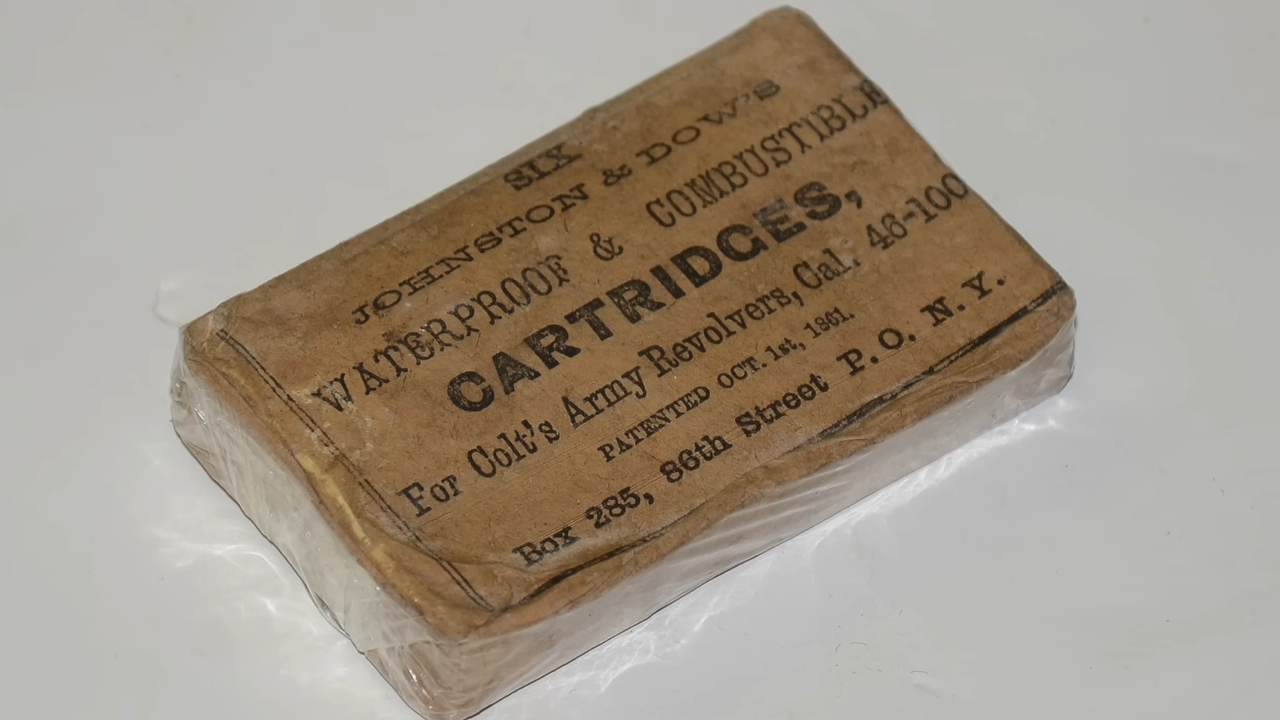 SIX
JOHNSTON & DOW'S
WATERPROOF & COMBUSTIBLE
CARTRIDGES,
For Colt's Army Revolvers, Cal. 46-100
PATENTED OCT. 1st, 1861.
Box 285, 86th Street P. O. N. Y.